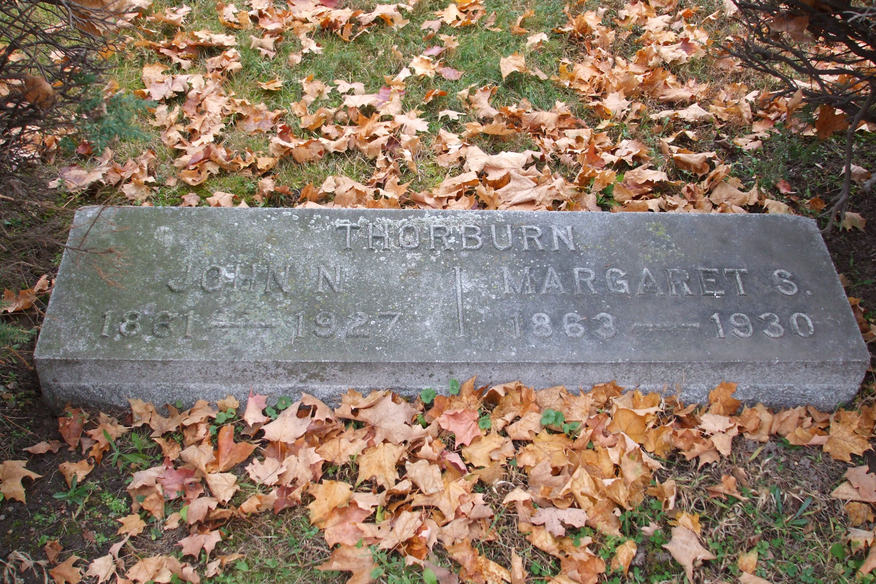 THORBURN
JOHN N. MARGARET S.
1861 — 1927 1863 — 1930